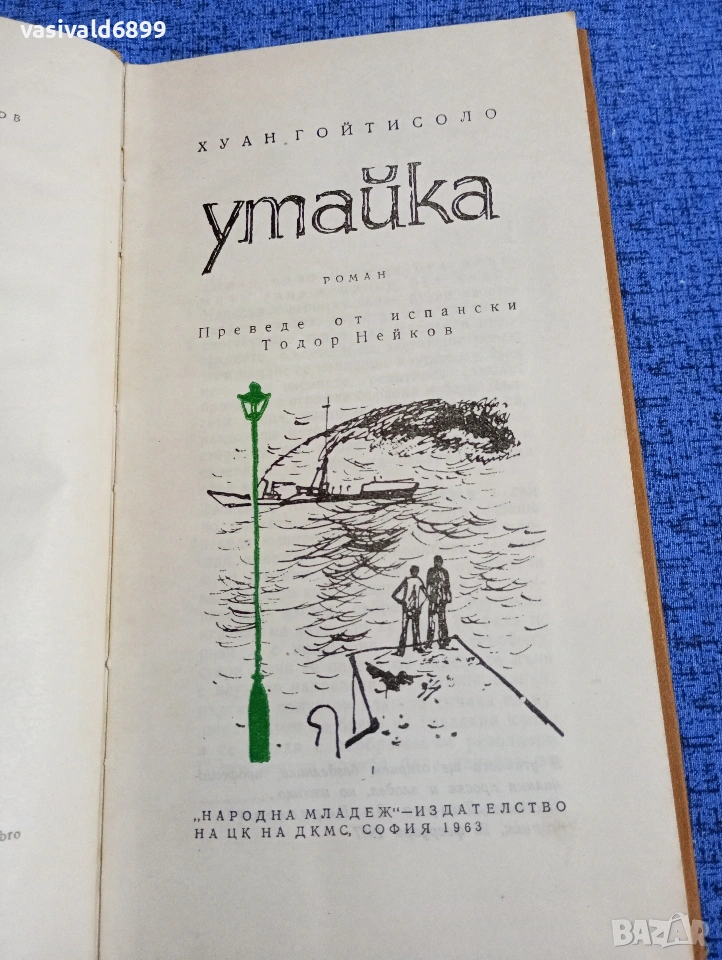 vasivald6899
ХУАН ГОЙТИСОЛО
утайка
РОМАН
Преведе от испански
Тодор Нейков
„НАРОДНА МЛАДЕЖ“—ИЗДАТЕЛСТВО
НА ЦК НА ДКМС, СОФИЯ 1963
BAZAR